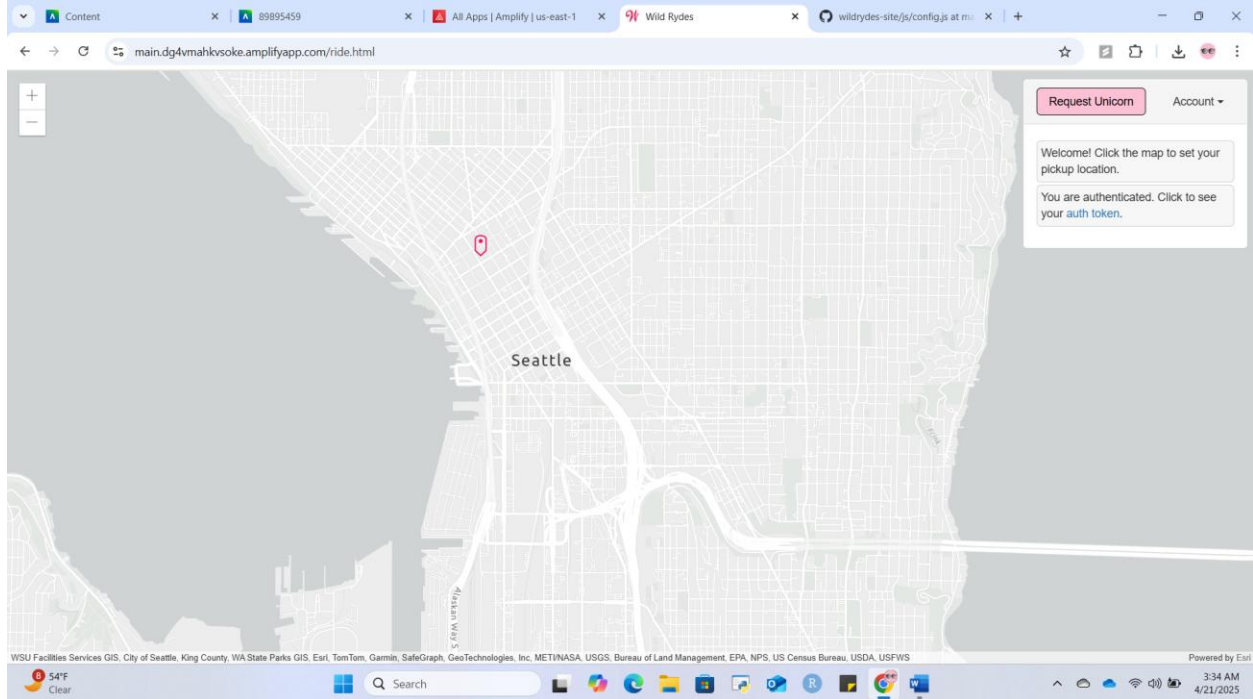 Content
89895459
All Apps | Amplify | us-east-1
Wild Rydes
wildrydes-site/js/config.js at ma
main.dg4vmahkvsoke.amplifyapp.com/ride.html
+
−
Request Unicorn
Account
Welcome! Click the map to set your
pickup location.
You are authenticated. Click to see
your auth token.
Seattle
Alaskan Way S
WSU Facilities Services GIS, City of Seattle, King County, WA State Parks GIS, Esri, TomTom, Garmin, SafeGraph, GeoTechnologies, Inc, METI/NASA, USGS, Bureau of Land Management, EPA, NPS, US Census Bureau, USDA, USFWS
Powered by Esri
8
54°F
Clear
Search
R
3:34 AM
4/21/2025